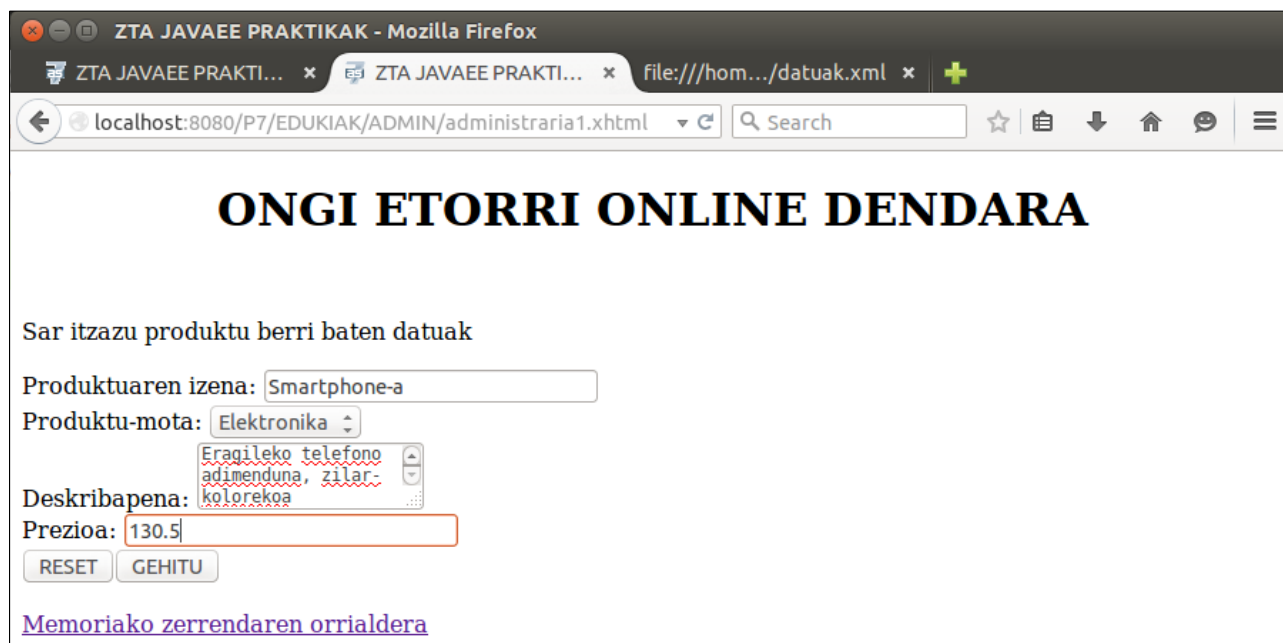 ZTA JAVAEE PRAKTIKAK - Mozilla Firefox
ZTA JAVAEE PRAKTI... × ZTA JAVAEE PRAKTI... × file:///hom.../datuak.xml ×
localhost:8080/P7/EDUKIAK/ADMIN/administraria1.xhtml Search
ONGI ETORRI ONLINE DENDARA
Sar itzazu produktu berri baten datuak
Produktuaren izena: Smartphone-a
Produktu-mota: Elektronika
Eragileko telefono
adimenduna, zilar-
Deskribapena: kolorekoa
Prezioa: 130.5
RESET GEHITU
Memoriako zerrendaren orrialdera